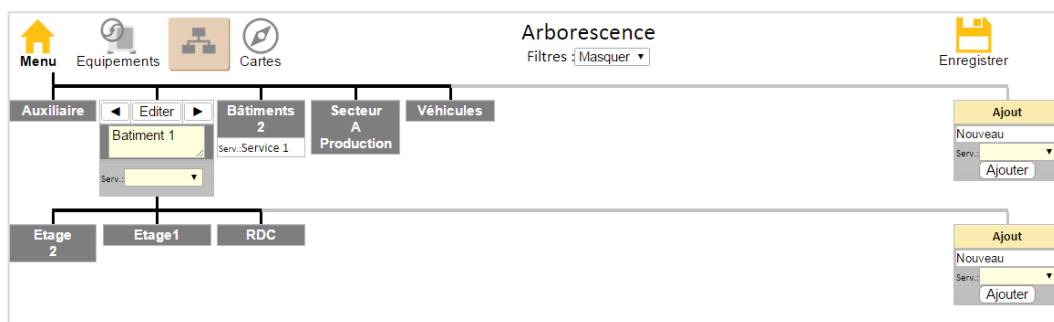 Arborescence
Filtres : Masquer
Menu
Equipements
Cartes
Enregistrer
Auxiliaire
Editer
Batiment 1
Serv.:
Bâtiments
2
Serv.:Service 1
Secteur
A
Production
Véhicules
Ajout
Nouveau
Serv.:
Ajouter
Etage
2
Etage1
RDC
Ajout
Nouveau
Serv.:
Ajouter